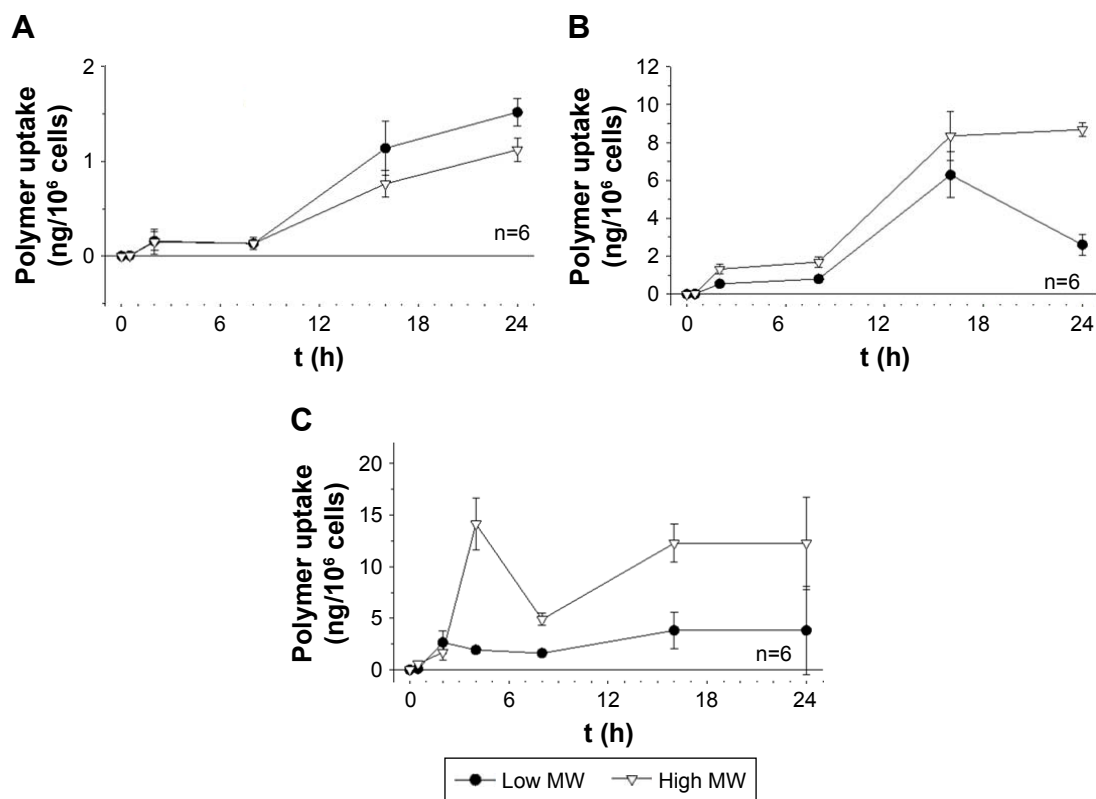 A
Polymer uptake
(ng/10⁶ cells)
2
1
0
n=6
0 6 12 18 24
t (h)
B
Polymer uptake
(ng/10⁶ cells)
12
10
8
6
4
2
0
n=6
0 6 12 18 24
t (h)
C
Polymer uptake
(ng/10⁶ cells)
20
15
10
5
0
n=6
0 6 12 18 24
t (h)
Low MW High MW